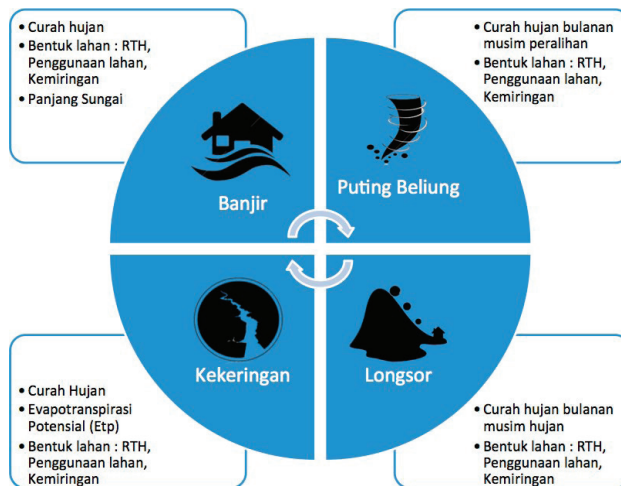 • Curah hujan
• Bentuk lahan : RTH,
Penggunaan lahan,
Kemiringan
• Panjang Sungai
• Curah hujan bulanan
musim peralihan
• Bentuk lahan : RTH,
Penggunaan lahan,
Kemiringan
Banjir
Puting Beliung
Kekeringan
Longsor
• Curah Hujan
• Evapotranspirasi
Potensial (Etp)
• Bentuk lahan : RTH,
Penggunaan lahan,
Kemiringan
• Curah hujan bulanan
musim hujan
• Bentuk lahan : RTH,
Penggunaan lahan,
Kemiringan